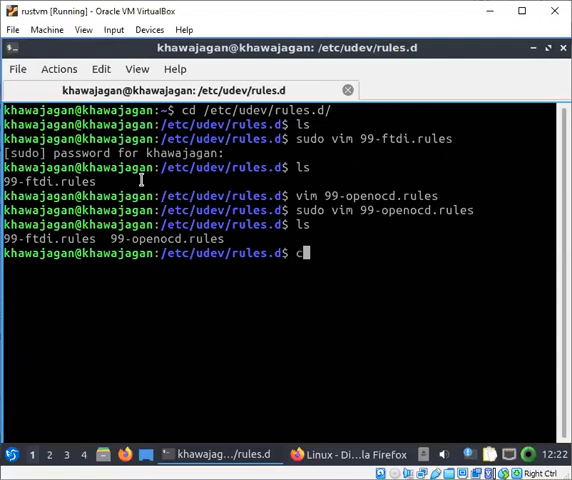 rustvm [Running] - Oracle VM VirtualBox
File Machine View Input Devices Help
khawajagan@khawajagan: /etc/udev/rules.d
File Actions Edit View Help
khawajagan@khawajagan: /etc/udev/rules.d
khawajagan@khawajagan:~$ cd /etc/udev/rules.d/
khawajagan@khawajagan:/etc/udev/rules.d$ ls
khawajagan@khawajagan:/etc/udev/rules.d$ sudo vim 99-ftdi.rules
[sudo] password for khawajagan:
khawajagan@khawajagan:/etc/udev/rules.d$ ls
99-ftdi.rules
khawajagan@khawajagan:/etc/udev/rules.d$ vim 99-openocd.rules
khawajagan@khawajagan:/etc/udev/rules.d$ sudo vim 99-openocd.rules
khawajagan@khawajagan:/etc/udev/rules.d$ ls
99-ftdi.rules 99-openocd.rules
khawajagan@khawajagan:/etc/udev/rules.d$ c
1 2 3 4 khawajag.../rules.d Linux - Di...la Firefox 12:22
Right Ctrl